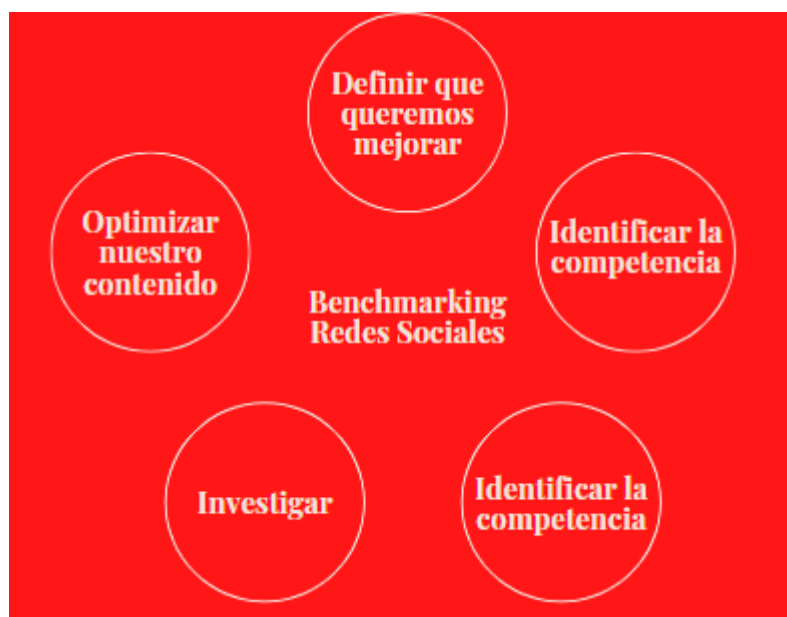 Definir que
queremos
mejorar
Optimizar
nuestro
contenido
Identificar la
competencia
Benchmarking
Redes Sociales
Investigar
Identificar la
competencia